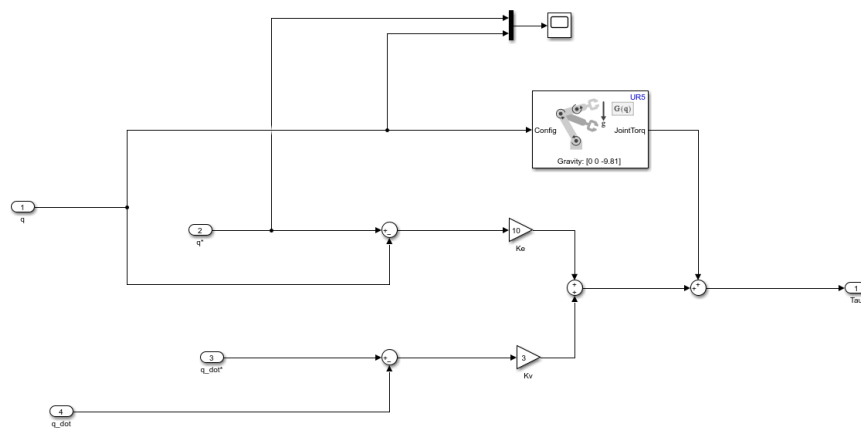 UR5
G(q)
g
Config
JointTorq
Gravity: [0 0 -9.81]
1
q
2
q*
+
−
10
Ke
+
+
+
+
1
Tau
3
q_dot*
+
−
3
Kv
4
q_dot